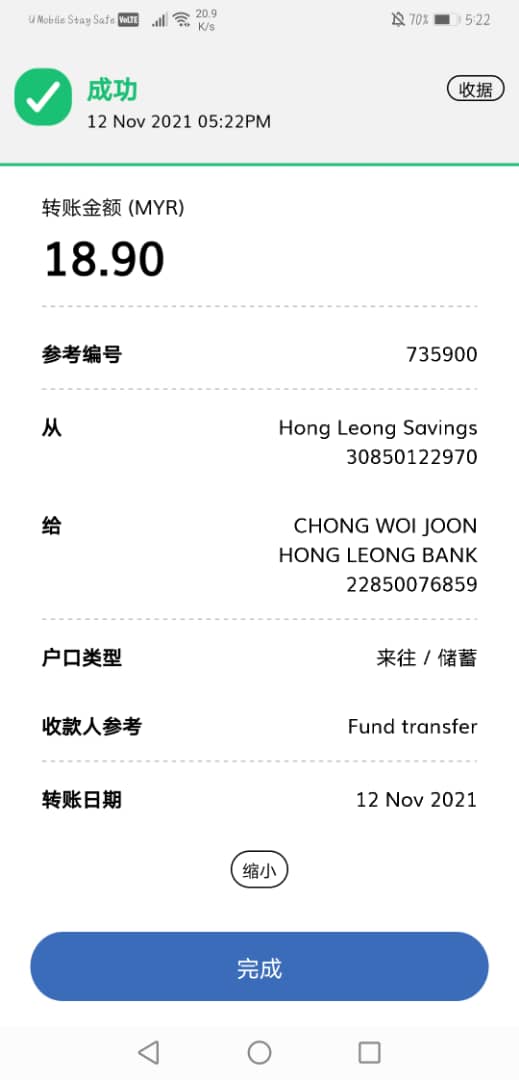 U Mobile Stay Safe VoLTE 20.9 K/s 70% 5:22
成功
收据
12 Nov 2021 05:22PM
转账金额 (MYR)
18.90
参考编号 735900
从 Hong Leong Savings
30850122970
给 CHONG WOI JOON
HONG LEONG BANK
22850076859
户口类型 来往 / 储蓄
收款人参考 Fund transfer
转账日期 12 Nov 2021
缩小
完成